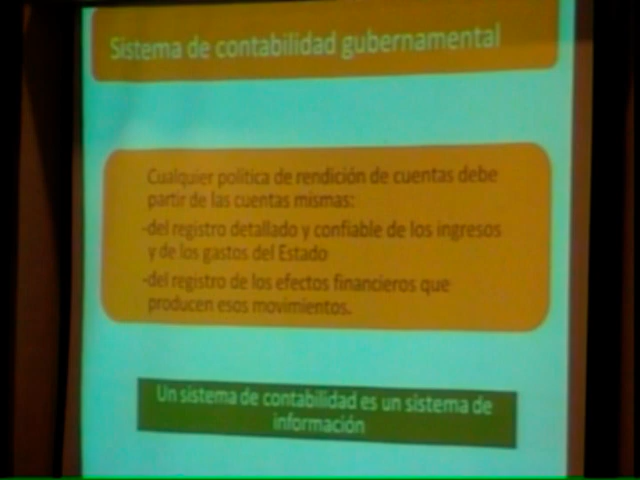 Sistema de contabilidad gubernamental
Cualquier política de rendición de cuentas debe
partir de las cuentas mismas:
-del registro detallado y confiable de los ingresos
y de los gastos del Estado
-del registro de los efectos financieros que
producen esos movimientos.
Un sistema de contabilidad es un sistema de
información